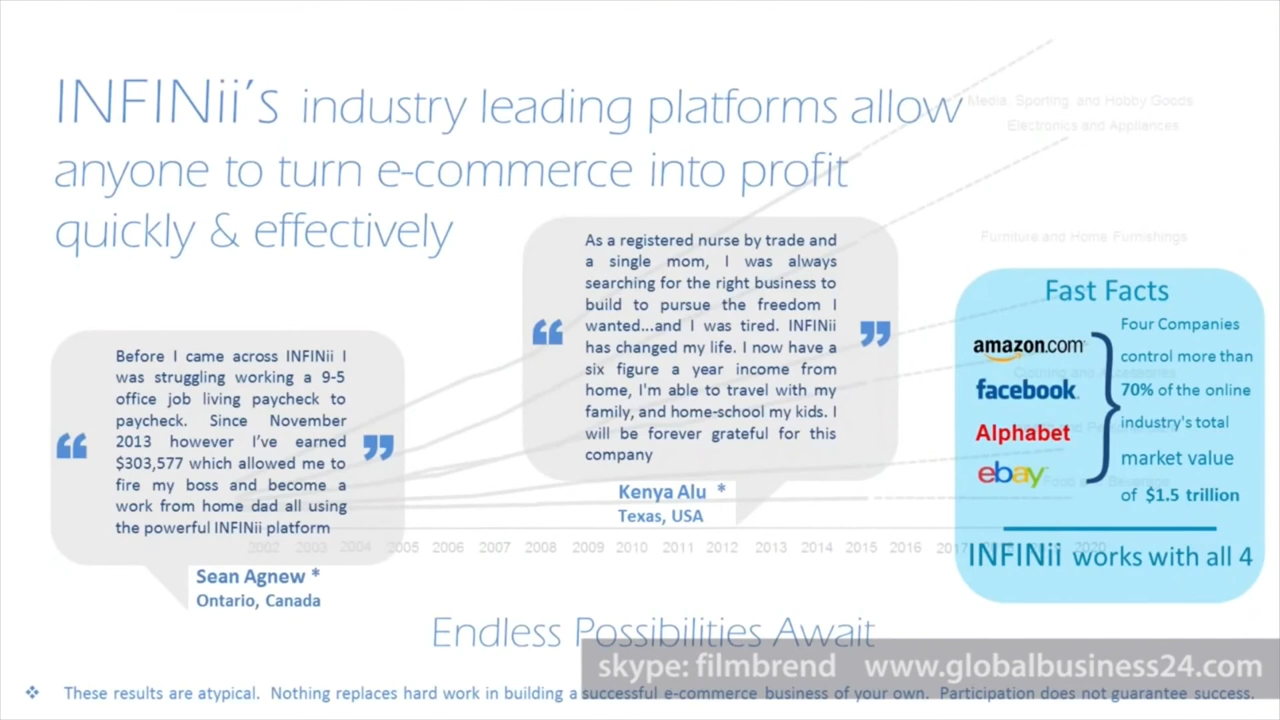 INFINii’s industry leading platforms allow
anyone to turn e-commerce into profit
quickly & effectively
Media, Sporting, and Hobby Goods
Electronics and Appliances
Furniture and Home Furnishings
“ Before I came across INFINii I
was struggling working a 9-5
office job living paycheck to
paycheck. Since November
2013 however I’ve earned
$303,577 which allowed me to
fire my boss and become a
work from home dad all using
the powerful INFINii platform ”
Sean Agnew *
Ontario, Canada
“ As a registered nurse by trade and
a single mom, I was always
searching for the right business to
build to pursue the freedom I
wanted...and I was tired. INFINii
has changed my life. I now have a
six figure a year income from
home, I'm able to travel with my
family, and home-school my kids. I
will be forever grateful for this
company ”
Kenya Alu *
Texas, USA
Fast Facts
amazon.com
facebook
Alphabet
ebay
Four Companies
control more than
70% of the online
industry's total
market value
of $1.5 trillion
INFINii works with all 4
2002 2003 2004 2005 2006 2007 2008 2009 2010 2011 2012 2013 2014 2015 2016 2017 2020
Endless Possibilities Await
skype: filmbrend www.globalbusiness24.com
❖ These results are atypical. Nothing replaces hard work in building a successful e-commerce business of your own. Participation does not guarantee success.